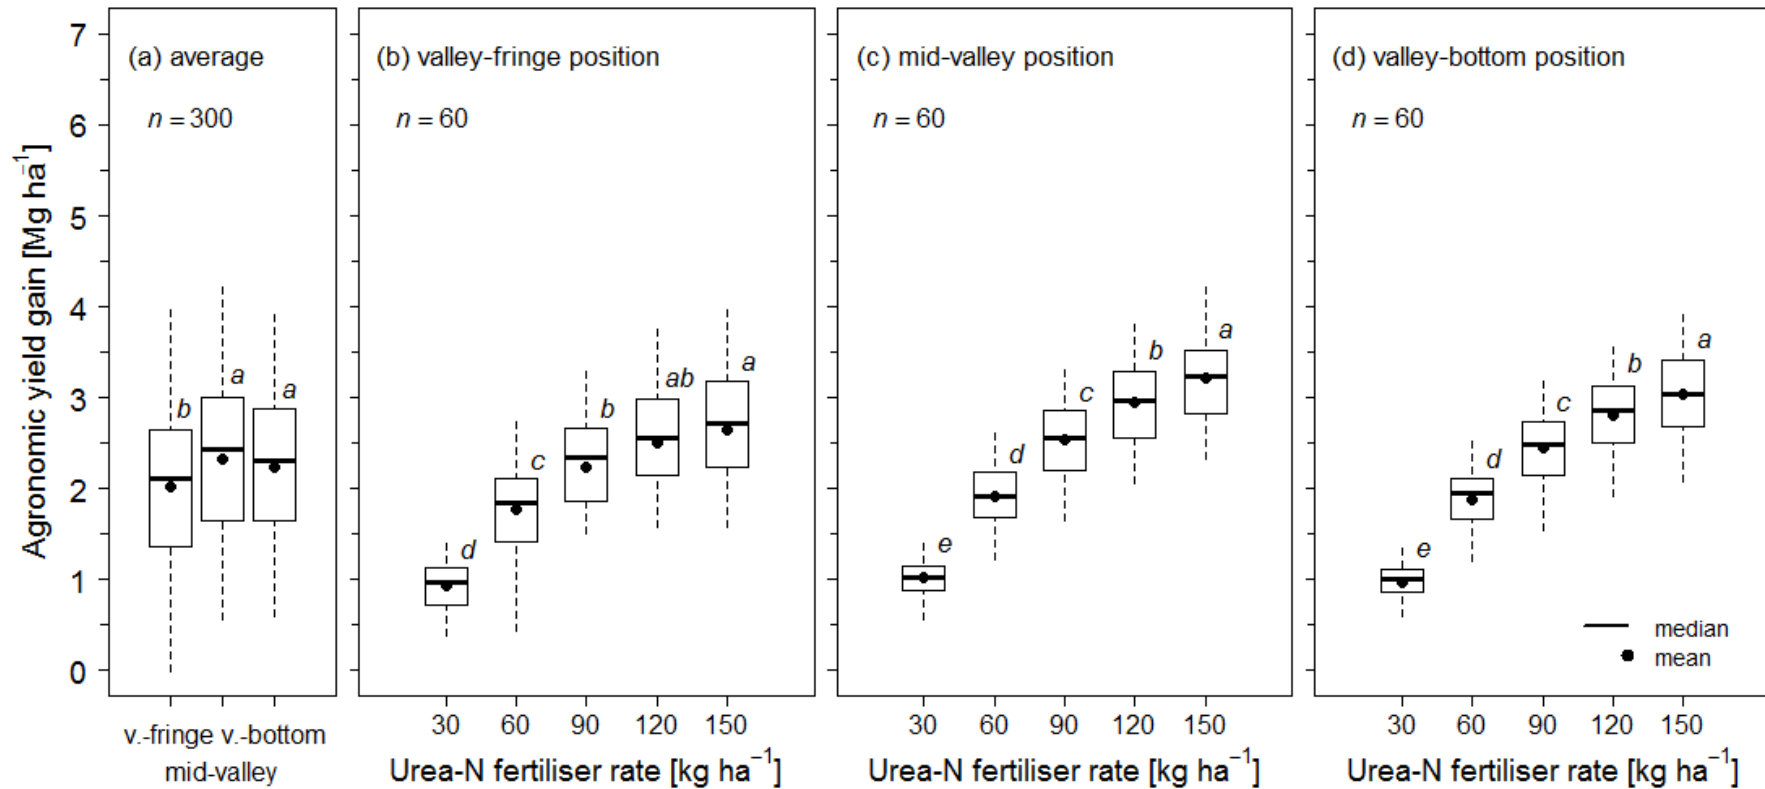 Agronomic yield gain [Mg ha⁻¹]
7
6
5
4
3
2
1
0
(a) average
n = 300
b
a
a
v.-fringe v.-bottom
mid-valley
(b) valley-fringe position
n = 60
d
c
b
ab
a
30 60 90 120 150
Urea-N fertiliser rate [kg ha⁻¹]
(c) mid-valley position
n = 60
e
d
c
b
a
30 60 90 120 150
Urea-N fertiliser rate [kg ha⁻¹]
(d) valley-bottom position
n = 60
e
d
c
b
a
median
mean
30 60 90 120 150
Urea-N fertiliser rate [kg ha⁻¹]